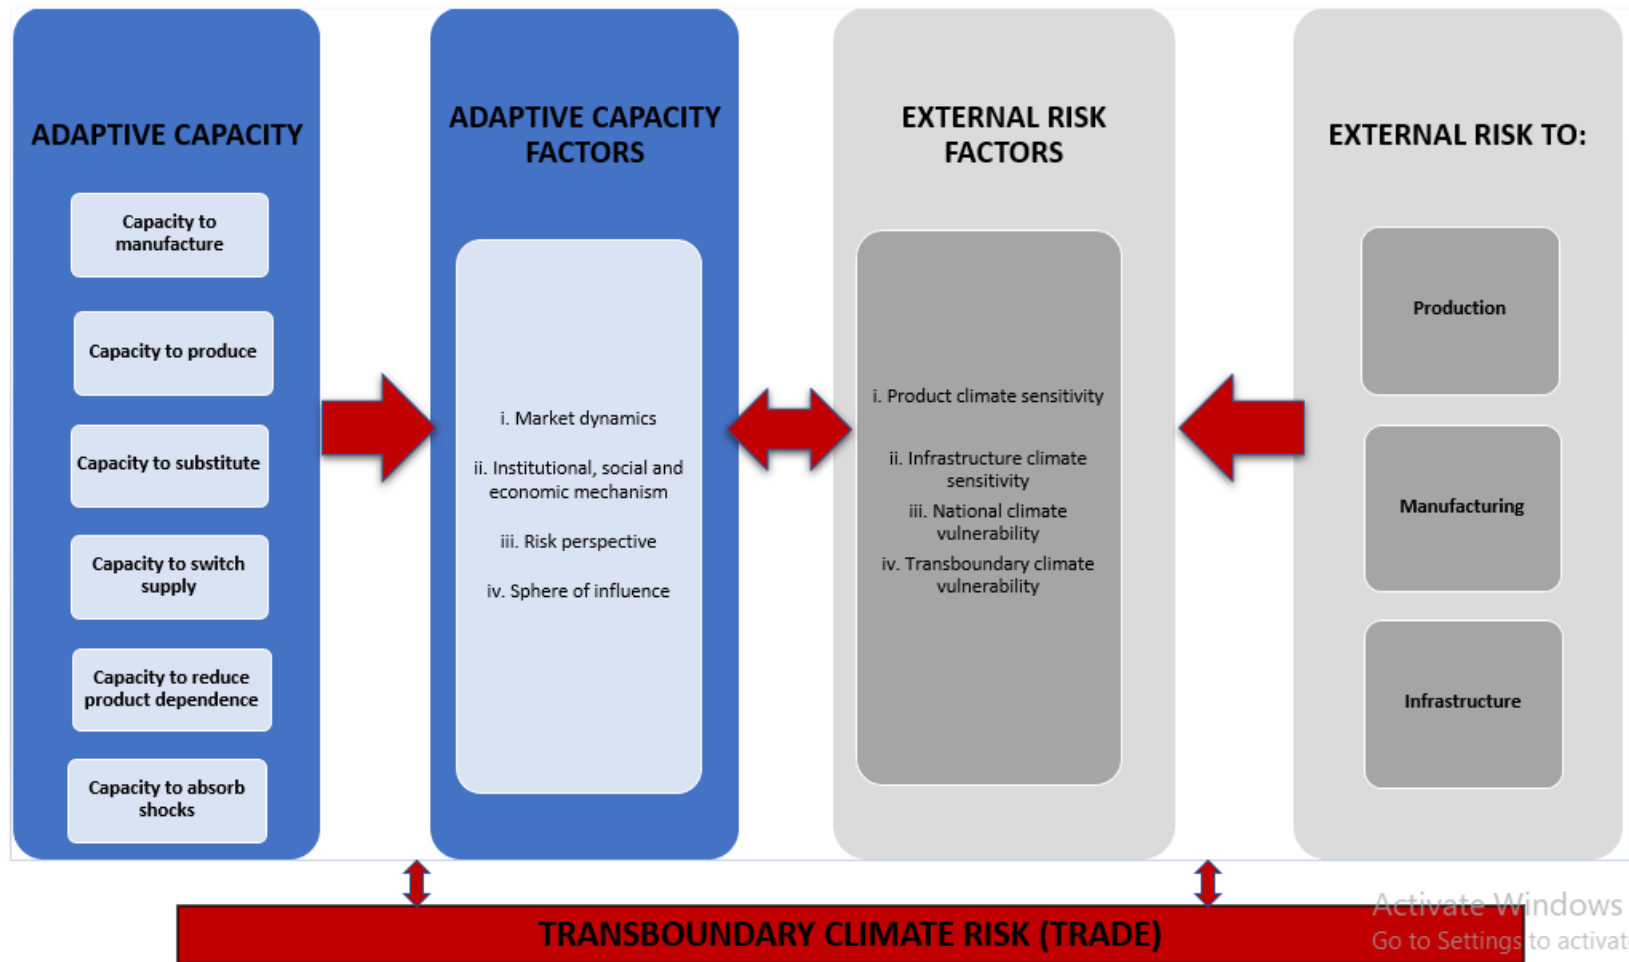 ADAPTIVE CAPACITY
Capacity to
manufacture
Capacity to produce
Capacity to substitute
Capacity to switch
supply
Capacity to reduce
product dependence
Capacity to absorb
shocks
ADAPTIVE CAPACITY
FACTORS
i. Market dynamics
ii. Institutional, social and
economic mechanism
iii. Risk perspective
iv. Sphere of influence
EXTERNAL RISK
FACTORS
i. Product climate sensitivity
ii. Infrastructure climate
sensitivity
iii. National climate
vulnerability
iv. Transboundary climate
vulnerability
EXTERNAL RISK TO:
Production
Manufacturing
Infrastructure
TRANSBOUNDARY CLIMATE RISK (TRADE)
Activate Windows
Go to Settings to activat